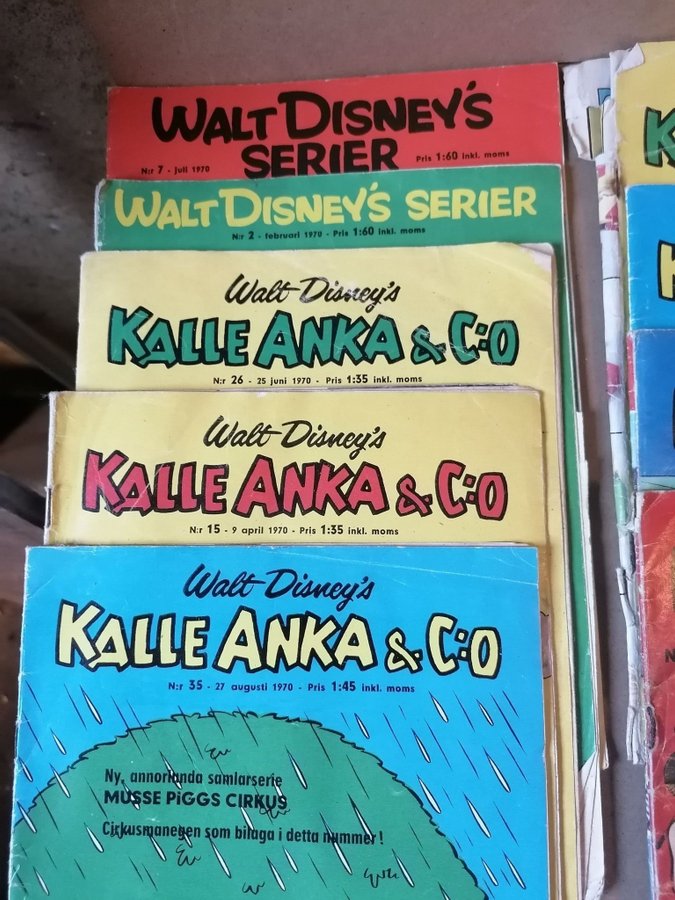 WALT DISNEY'S
SERIER
N:r 7 - juli 1970
Pris 1:60 inkl. moms
WALT DISNEY'S SERIER
N:r 2 - februari 1970 - Pris 1:60 inkl. moms
Walt Disney's
KALLE ANKA & C:O
N:r 26 - 25 juni 1970 - Pris 1:35 inkl. moms
Walt Disney's
KALLE ANKA & C:O
N:r 15 - 9 april 1970 - Pris 1:35 inkl. moms
Walt Disney's
KALLE ANKA & C:O
N:r 35 - 27 augusti 1970 - Pris 1:45 inkl. moms
Ny, annorlunda samlarserie
MUSSE PIGGS CIRKUS
Cirkusmanegen som bilaga i detta nummer!